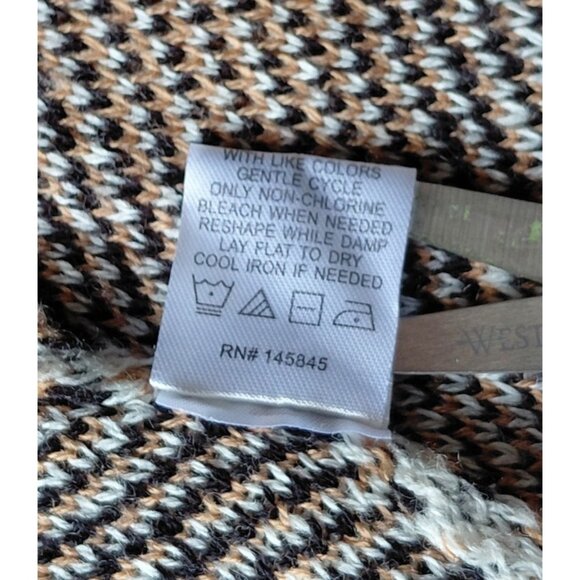 WITH LIKE COLORS
GENTLE CYCLE
ONLY NON-CHLORINE
BLEACH WHEN NEEDED
RESHAPE WHILE DAMP
LAY FLAT TO DRY
COOL IRON IF NEEDED
RN# 145845
WEST